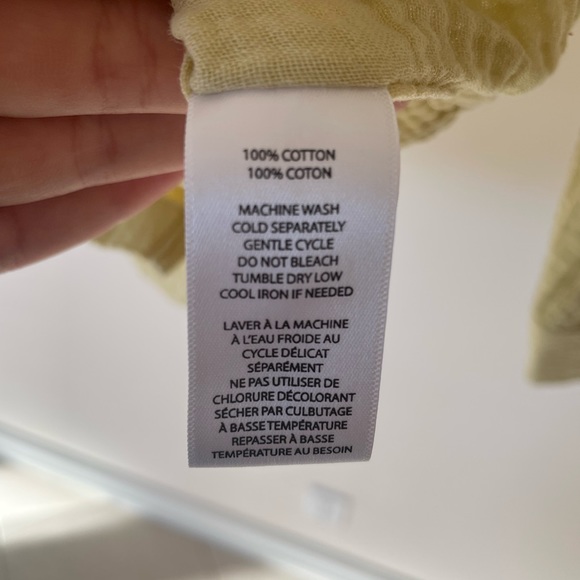 100% COTTON
100% COTON
MACHINE WASH
COLD SEPARATELY
GENTLE CYCLE
DO NOT BLEACH
TUMBLE DRY LOW
COOL IRON IF NEEDED
LAVER À LA MACHINE
À L'EAU FROIDE AU
CYCLE DÉLICAT
SÉPARÉMENT
NE PAS UTILISER DE
CHLORURE DÉCOLORANT
SÉCHER PAR CULBUTAGE
À BASSE TEMPÉRATURE
REPASSER À BASSE
TEMPÉRATURE AU BESOIN